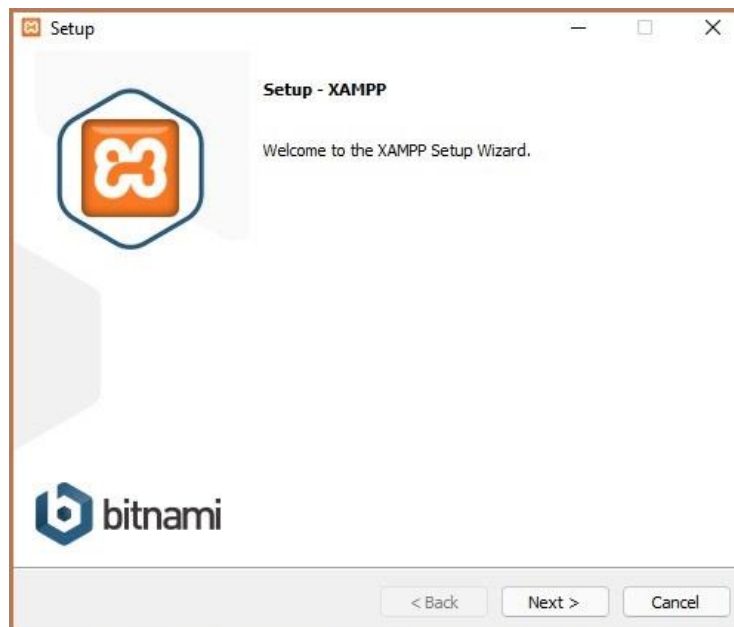 Setup
Setup - XAMPP
Welcome to the XAMPP Setup Wizard.
bitnami
< Back
Next >
Cancel